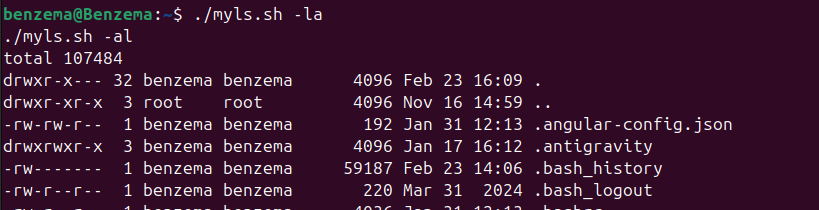 benzema@Benzema:~$ ./myls.sh -la
./myls.sh -al
total 107484
drwxr-x--- 32 benzema benzema     4096 Feb 23 16:09 .
drwxr-xr-x  3 root    root        4096 Nov 16 14:59 ..
-rw-rw-r--  1 benzema benzema      192 Jan 31 12:13 .angular-config.json
drwxrwxr-x  3 benzema benzema     4096 Jan 17 16:12 .antigravity
-rw-------  1 benzema benzema    59187 Feb 23 14:06 .bash_history
-rw-r--r--  1 benzema benzema      220 Mar 31  2024 .bash_logout